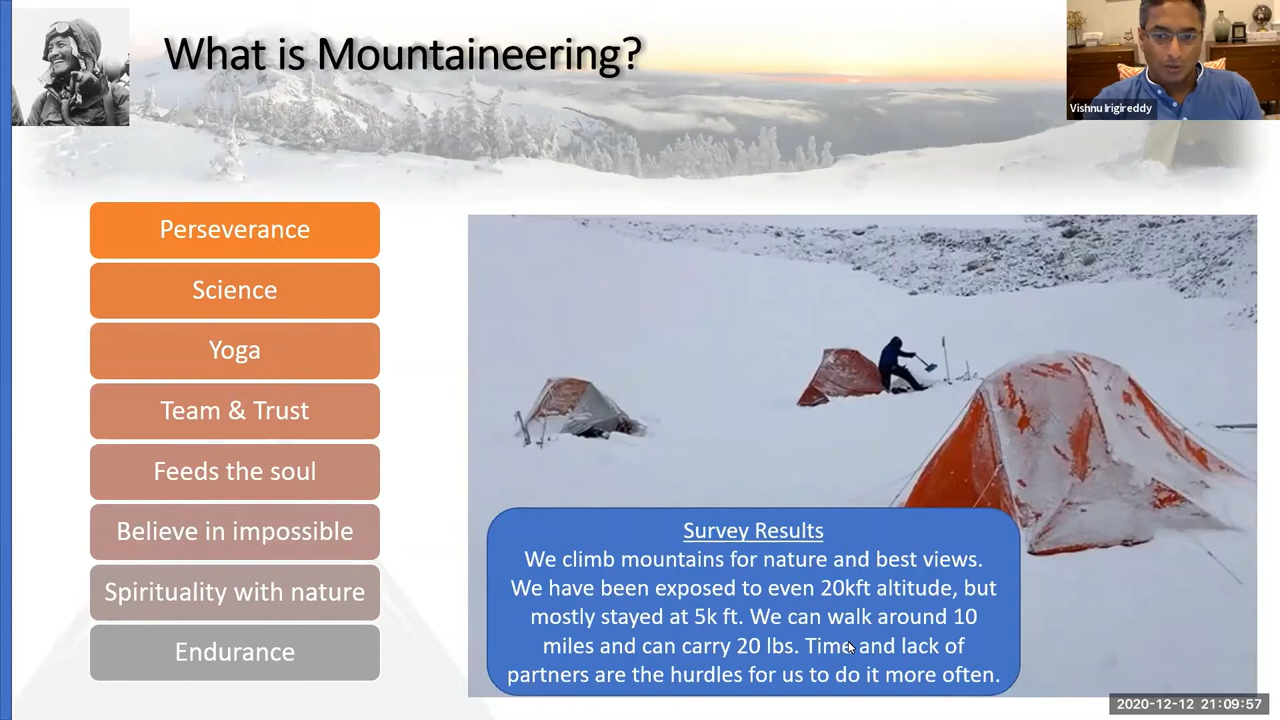 What is Mountaineering?
Vishnu Irigireddy
Perseverance
Science
Yoga
Team & Trust
Feeds the soul
Believe in impossible
Spirituality with nature
Endurance
Survey Results
We climb mountains for nature and best views.
We have been exposed to even 20kft altitude, but
mostly stayed at 5k ft. We can walk around 10
miles and can carry 20 lbs. Time and lack of
partners are the hurdles for us to do it more often.
2020-12-12 21:09:57